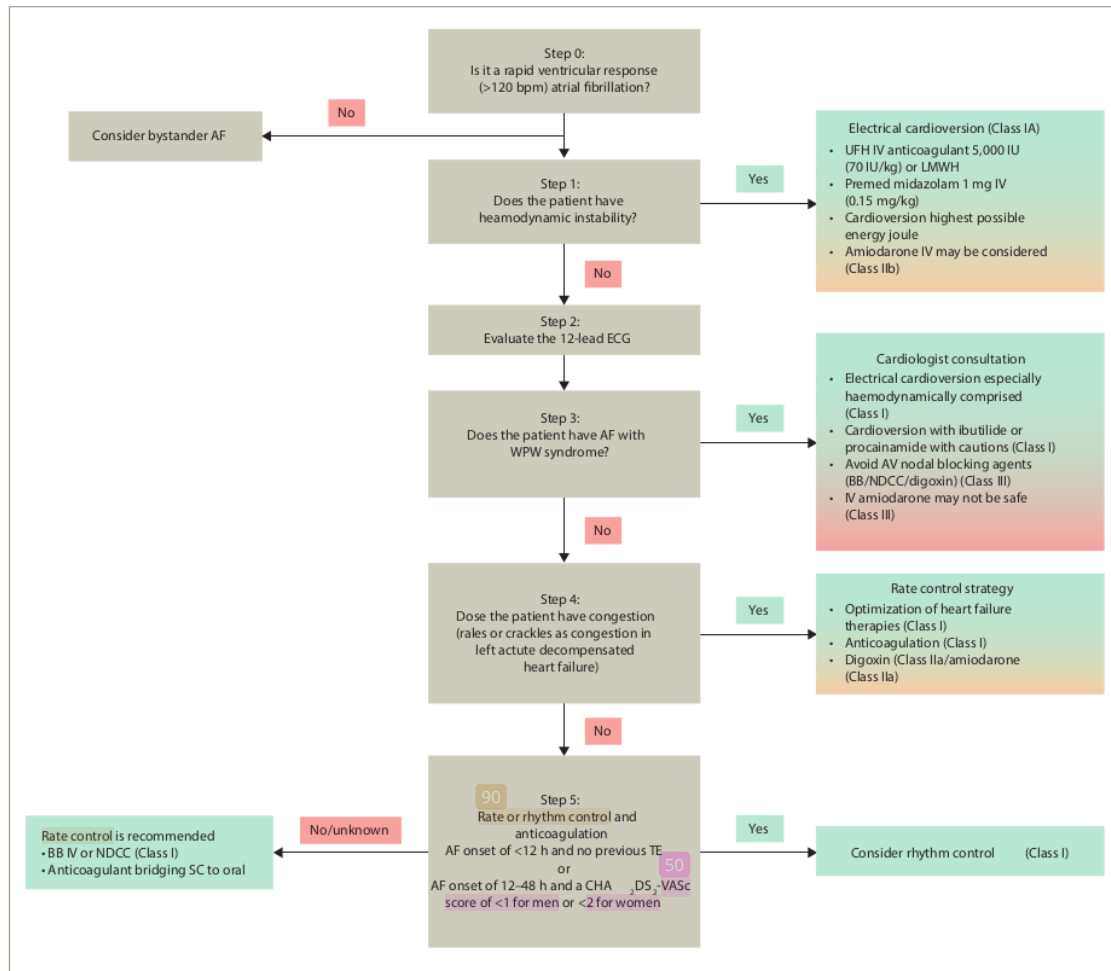 Step 0:
Is it a rapid ventricular response
(>120 bpm) atrial fibrillation?
No
Consider bystander AF
Step 1:
Does the patient have
heamodynamic instability?
Yes
Electrical cardioversion (Class IA)
• UFH IV anticoagulant 5,000 IU
(70 IU/kg) or LMWH
• Premed midazolam 1 mg IV
(0.15 mg/kg)
• Cardioversion highest possible
energy joule
• Amiodarone IV may be considered
(Class IIb)
No
Step 2:
Evaluate the 12-lead ECG
Step 3:
Does the patient have AF with
WPW syndrome?
Yes
Cardiologist consultation
• Electrical cardioversion especially
haemodynamically comprised
(Class I)
• Cardioversion with ibutilide or
procainamide with cautions (Class I)
• Avoid AV nodal blocking agents
(BB/NDCC/digoxin) (Class III)
• IV amiodarone may not be safe
(Class III)
No
Step 4:
Dose the patient have congestion
(rales or crackles as congestion in
left actute decompensated
heart failure)
Yes
Rate control strategy
• Optimization of heart failure
therapies (Class I)
• Anticoagulation (Class I)
• Digoxin (Class IIa/amiodarone
(Class IIa)
No
90
Step 5:
Rate or rhythm control and
anticoagulation
AF onset of <12 h and no previous TE
or
50
AF onset of 12–48 h and a CHA₂DS₂-VASc
score of <1 for men or <2 for women
No/unknown
Rate control is recommended
• BB IV or NDCC (Class I)
• Anticoagulant bridging SC to oral
Yes
Consider rhythm control (Class I)